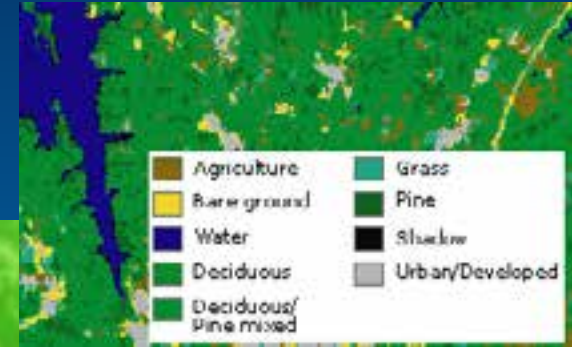 Agriculture
Bare ground
Water
Deciduous
Deciduous/
Pine mixed
Grass
Pine
Shadow
Urban/Developed